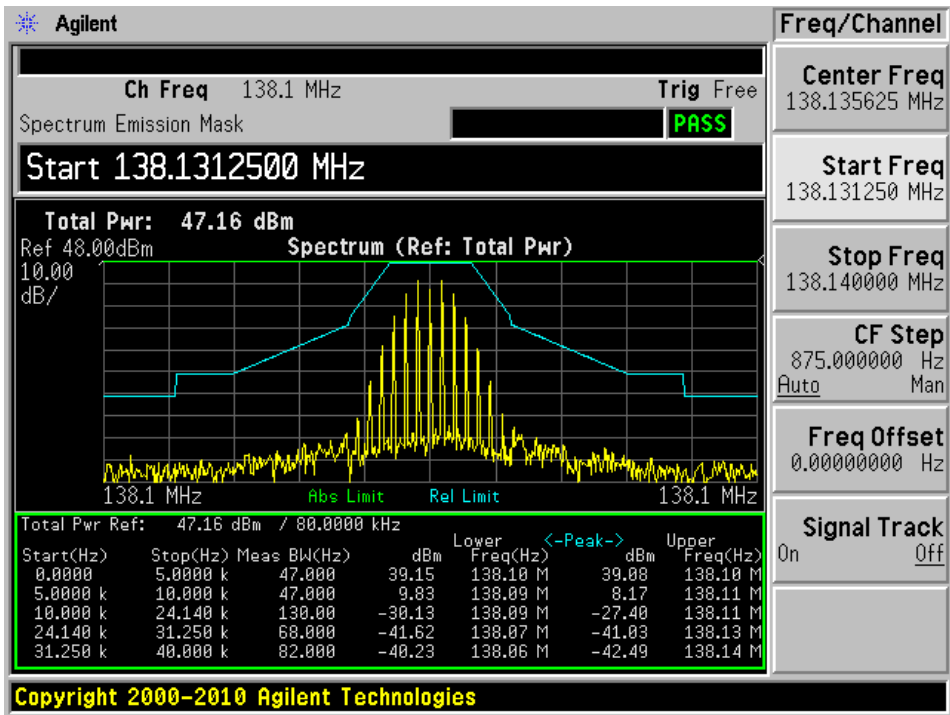 Agilent
Freq/Channel
Ch Freq 138.1 MHz Trig Free
Spectrum Emission Mask PASS
Start 138.1312500 MHz
Total Pwr: 47.16 dBm
Ref 48.00dBm Spectrum (Ref: Total Pwr)
10.00
dB/
138.1 MHz Abs Limit Rel Limit 138.1 MHz
Total Pwr Ref: 47.16 dBm / 80.0000 kHz
Lower <-Peak-> Upper
Start(Hz) Stop(Hz) Meas BW(Hz) dBm Freq(Hz) dBm Freq(Hz)
0.0000 5.0000 k 47.000 39.15 138.10 M 39.08 138.10 M
5.0000 k 10.000 k 47.000 9.83 138.09 M 8.17 138.11 M
10.000 k 24.140 k 130.00 -30.13 138.09 M -27.40 138.11 M
24.140 k 31.250 k 68.000 -41.62 138.07 M -41.03 138.13 M
31.250 k 40.000 k 82.000 -40.23 138.06 M -42.49 138.14 M
Copyright 2000-2010 Agilent Technologies
Center Freq
138.135625 MHz
Start Freq
138.131250 MHz
Stop Freq
138.140000 MHz
CF Step
875.000000 Hz
Auto Man
Freq Offset
0.00000000 Hz
Signal Track
On Off